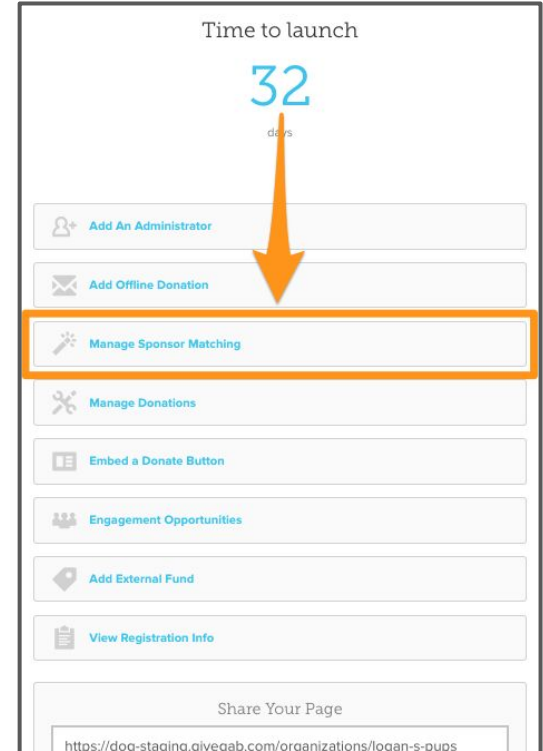 Time to launch
32
days
Add An Administrator
Add Offline Donation
Manage Sponsor Matching
Manage Donations
Embed a Donate Button
Engagement Opportunities
Add External Fund
View Registration Info
Share Your Page
https://dog-staging.givegab.com/organizations/logan-s-pups